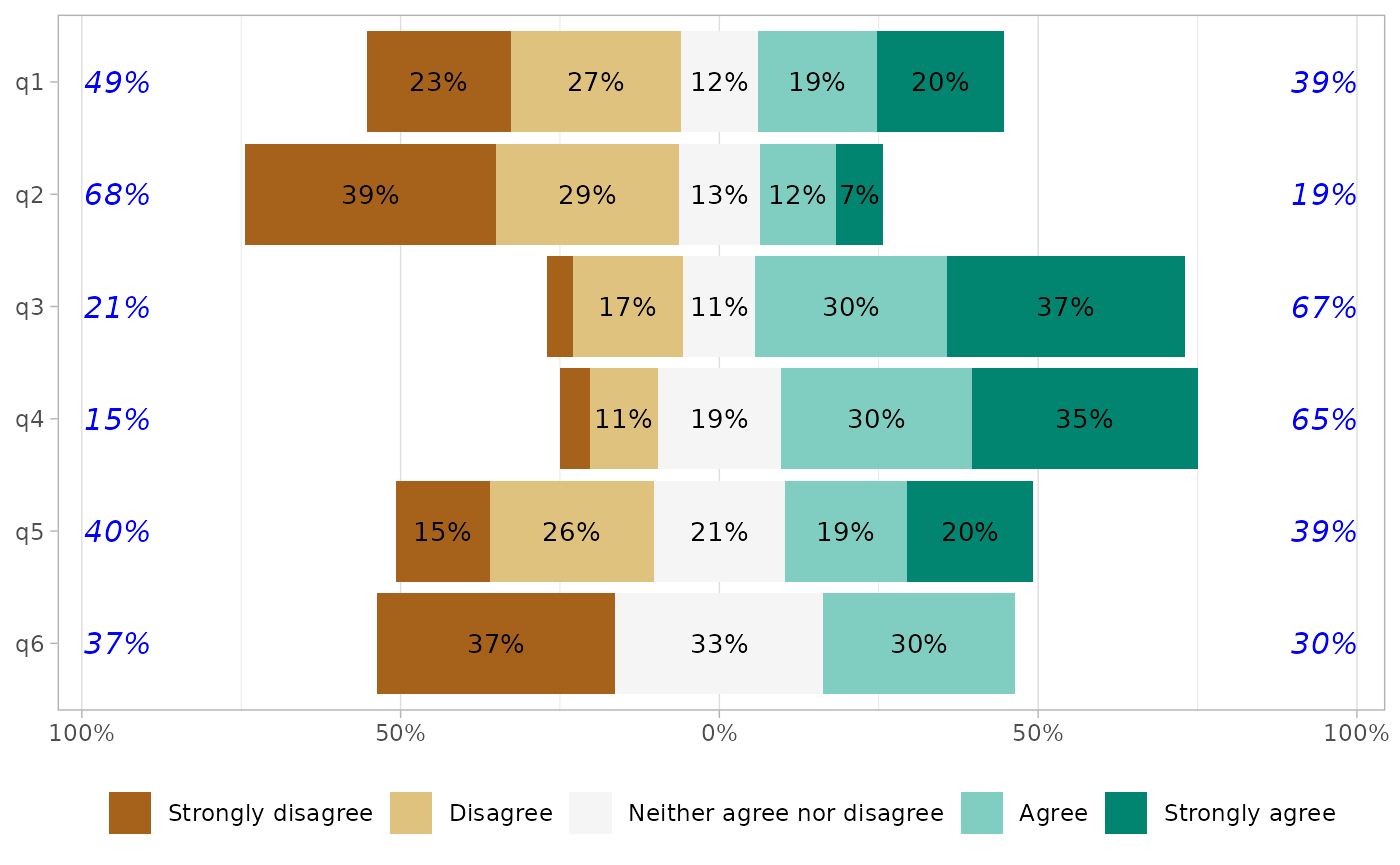 q1 49% 23% 27% 12% 19% 20% 39%
q2 68% 39% 29% 13% 12% 7% 19%
q3 21% 17% 11% 30% 37% 67%
q4 15% 11% 19% 30% 35% 65%
q5 40% 15% 26% 21% 19% 20% 39%
q6 37% 37% 33% 30% 30%
100% 50% 0% 50% 100%
Strongly disagree Disagree Neither agree nor disagree Agree Strongly agree